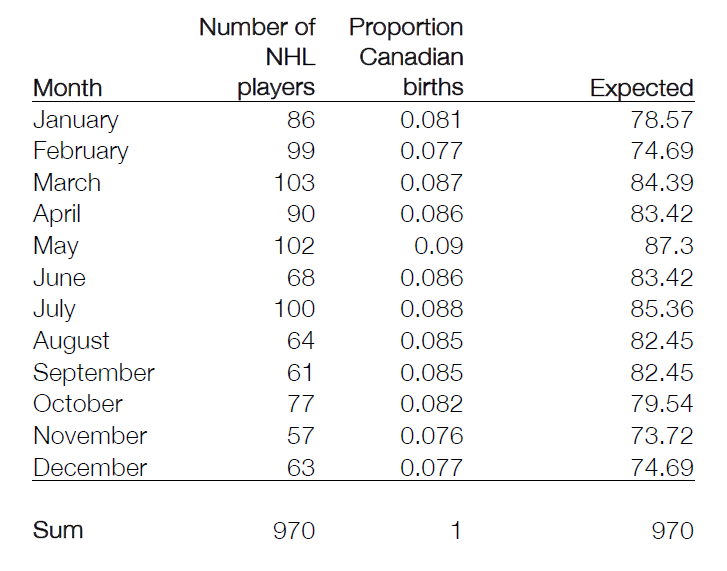 Number of Proportion
NHL Canadian
Month players births Expected
January 86 0.081 78.57
February 99 0.077 74.69
March 103 0.087 84.39
April 90 0.086 83.42
May 102 0.09 87.3
June 68 0.086 83.42
July 100 0.088 85.36
August 64 0.085 82.45
September 61 0.085 82.45
October 77 0.082 79.54
November 57 0.076 73.72
December 63 0.077 74.69
Sum 970 1 970